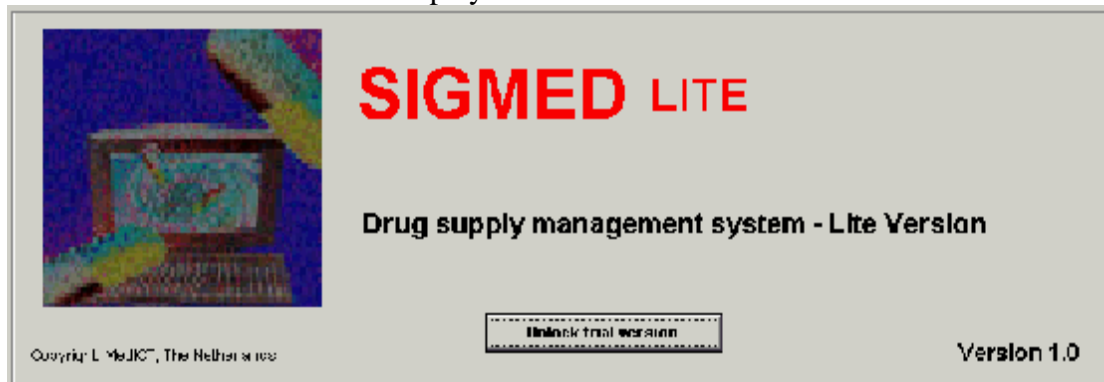 SIGMED LITE
Drug supply management system - Lite Version
Unlock trial version
Copyright MedICT, The Netherlands
Version 1.0